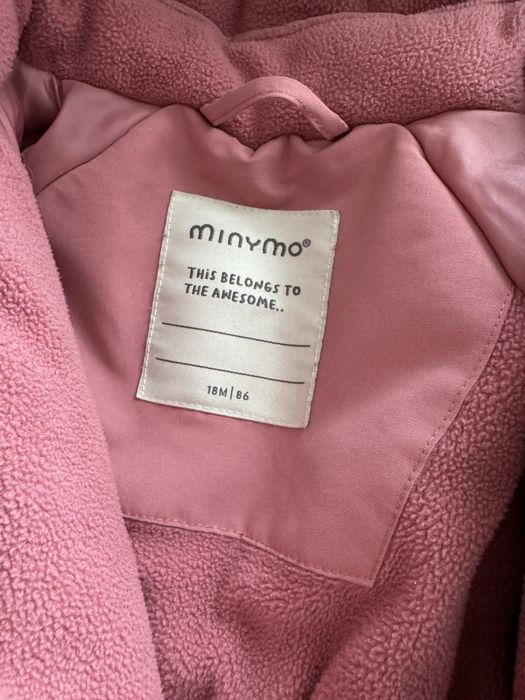 minymo®
THiS BELONGS TO
THE AWESOME..
18M | 86